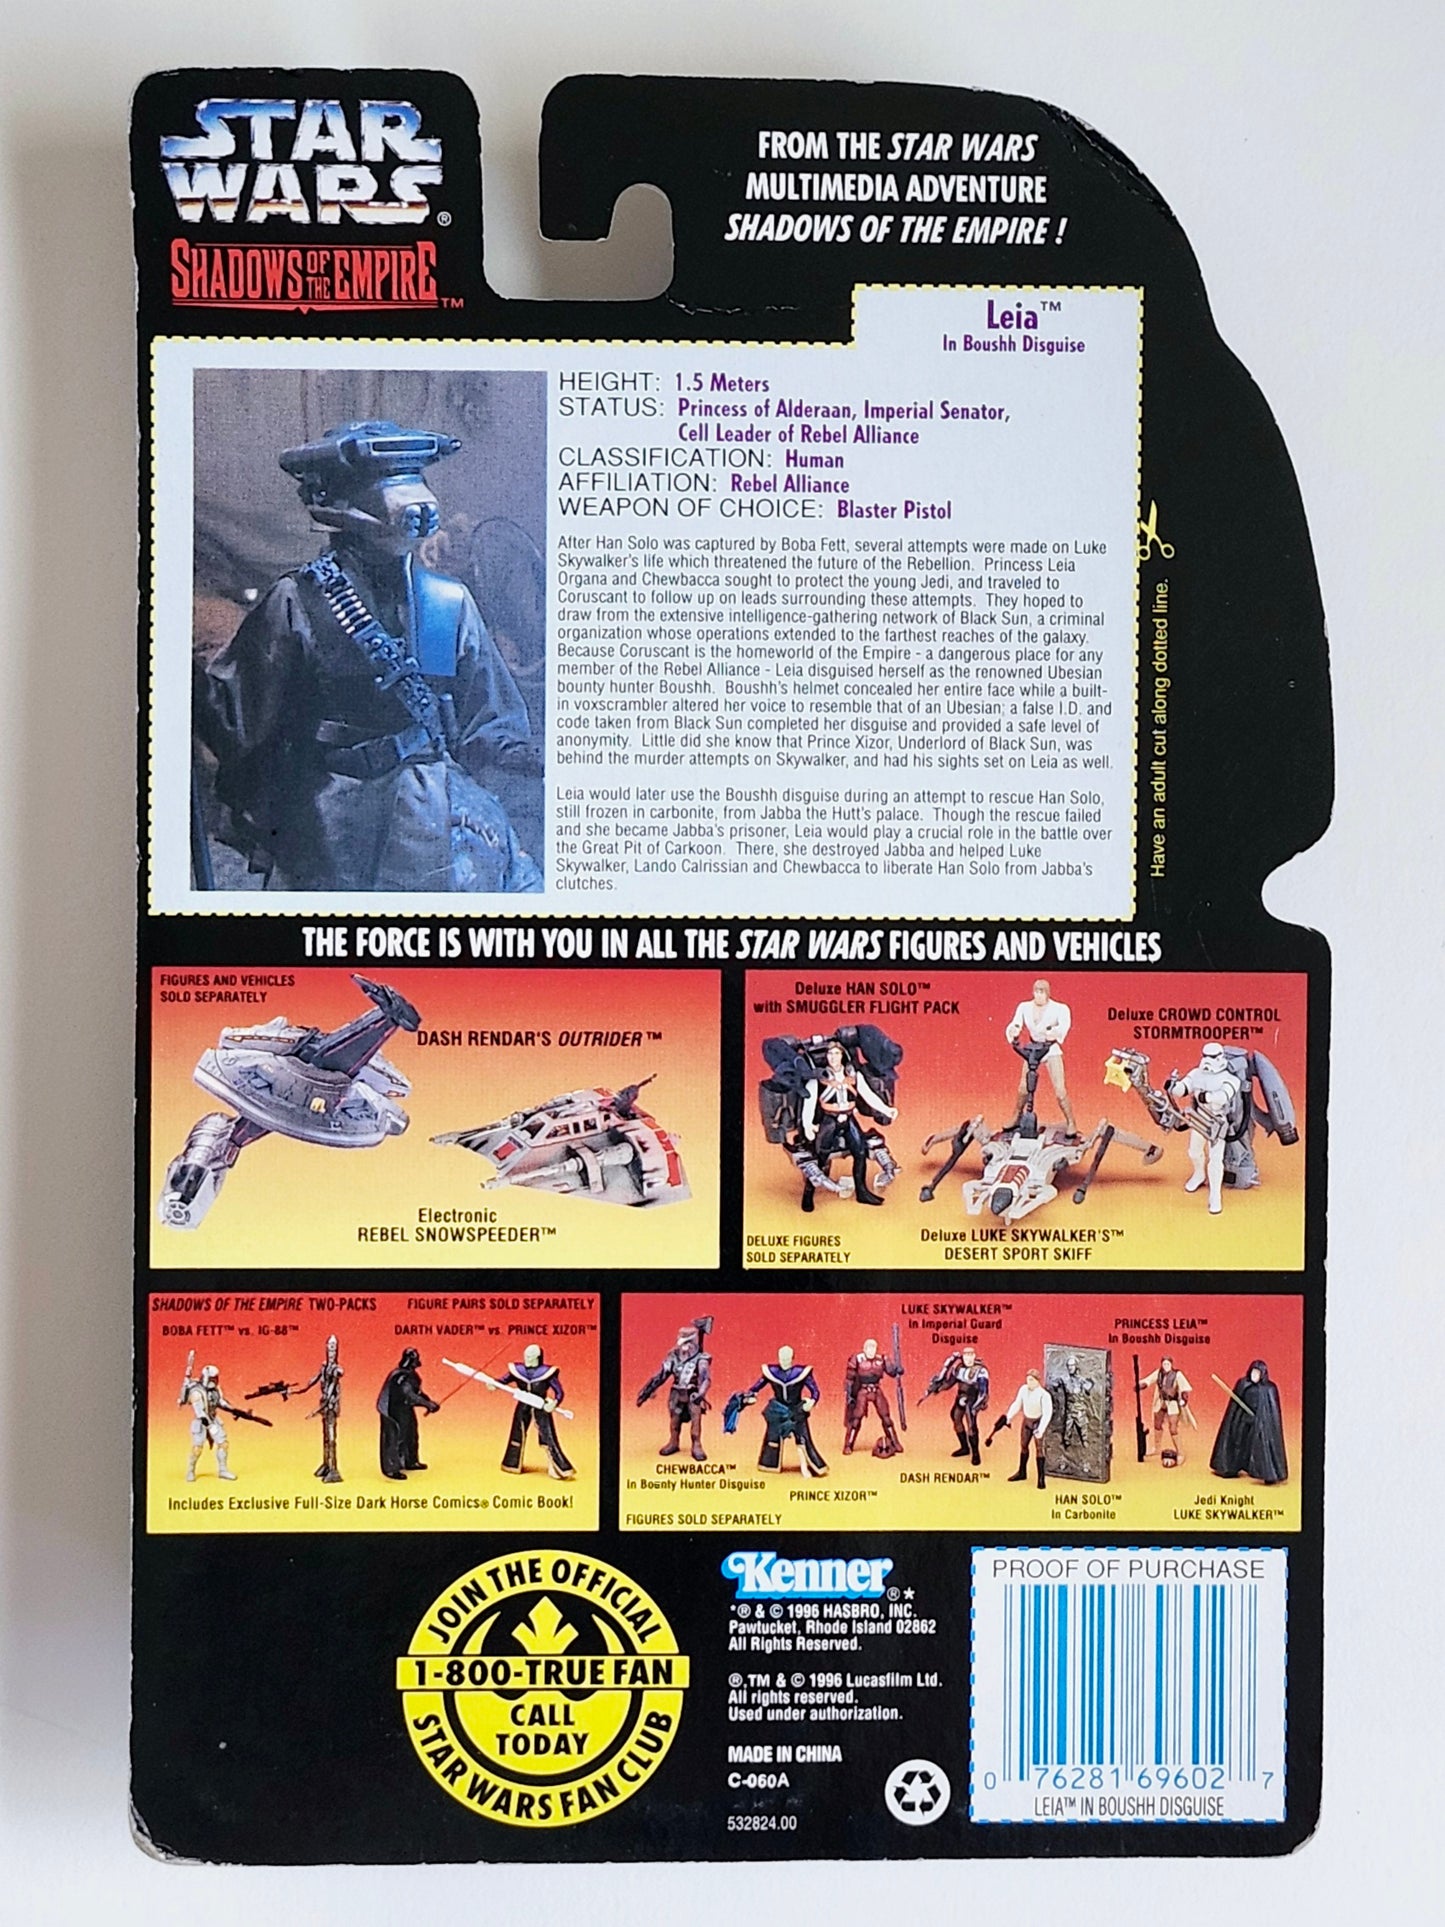 STAR
WARS®
SHADOWS OF THE EMPIRE™
FROM THE STAR WARS
MULTIMEDIA ADVENTURE
SHADOWS OF THE EMPIRE !
Leia™
In Boushh Disguise
HEIGHT: 1.5 Meters
STATUS: Princess of Alderaan, Imperial Senator,
Cell Leader of Rebel Alliance
CLASSIFICATION: Human
AFFILIATION: Rebel Alliance
WEAPON OF CHOICE: Blaster Pistol
After Han Solo was captured by Boba Fett, several attempts were made on Luke
Skywalker's life which threatened the future of the Rebellion. Princess Leia
Organa and Chewbacca sought to protect the young Jedi, and traveled to
Coruscant to follow up on leads surrounding these attempts. They hoped to
draw from the extensive intelligence-gathering network of Black Sun, a criminal
organization whose operations extended to the farthest reaches of the galaxy.
Because Coruscant is the homeworld of the Empire - a dangerous place for any
member of the Rebel Alliance - Leia disguised herself as the renowned Ubesian
bounty hunter Boushh. Boushh's helmet concealed her entire face while a built-
in voxscrambler altered her voice to resemble that of an Ubesian; a false I.D. and
code taken from Black Sun completed her disguise and provided a safe level of
anonymity. Little did she know that Prince Xizor, Underlord of Black Sun, was
behind the murder attempts on Skywalker, and had his sights set on Leia as well.
Leia would later use the Boushh disguise during an attempt to rescue Han Solo,
still frozen in carbonite, from Jabba the Hutt's palace. Though the rescue failed
and she became Jabba's prisoner, Leia would play a crucial role in the battle over
the Great Pit of Carkoon. There, she destroyed Jabba and helped Luke
Skywalker, Lando Calrissian and Chewbacca to liberate Han Solo from Jabba's
clutches.
Have an adult cut along dotted line.
THE FORCE IS WITH YOU IN ALL THE STAR WARS FIGURES AND VEHICLES
FIGURES AND VEHICLES
SOLD SEPARATELY
DASH RENDAR'S OUTRIDER™
Electronic
REBEL SNOWSPEEDER™
Deluxe HAN SOLO™
with SMUGGLER FLIGHT PACK
Deluxe CROWD CONTROL
STORMTROOPER™
DELUXE FIGURES
SOLD SEPARATELY
Deluxe LUKE SKYWALKER'S™
DESERT SPORT SKIFF
SHADOWS OF THE EMPIRE TWO-PACKS
FIGURE PAIRS SOLD SEPARATELY
BOBA FETT™ vs. IG-88™
DARTH VADER™ vs. PRINCE XIZOR™
Includes Exclusive Full-Size Dark Horse Comics® Comic Book!
LUKE SKYWALKER™
In Imperial Guard
Disguise
PRINCESS LEIA™
In Boushh Disguise
CHEWBACCA™
In Bounty Hunter Disguise
PRINCE XIZOR™
DASH RENDAR™
HAN SOLO™
In Carbonite
Jedi Knight
LUKE SKYWALKER™
FIGURES SOLD SEPARATELY
JOIN THE OFFICIAL
1-800-TRUE FAN
CALL
TODAY
STAR WARS FAN CLUB
Kenner®*
*® & © 1996 HASBRO, INC.
Pawtucket, Rhode Island 02862
All Rights Reserved.
®,TM & © 1996 Lucasfilm Ltd.
All rights reserved.
Used under authorization.
MADE IN CHINA
C-060A
532824.00
PROOF OF PURCHASE
0 76281 69602 7
LEIA™ IN BOUSHH DISGUISE